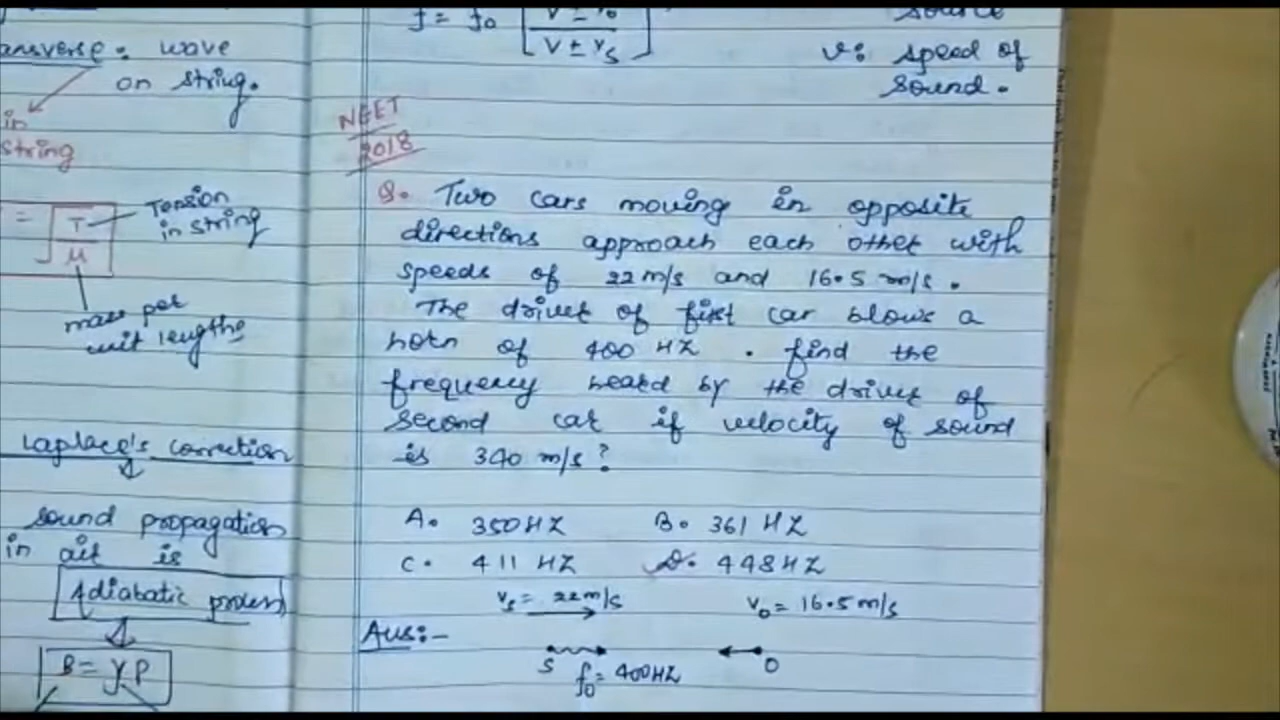 ansverse : wave
on string.
in
string
= √ T / μ
Tension
in string
mass per
unit length
Laplace's correction
sound propagation
in air is
Adiabatic process
B = γP
f = f₀ [ V ± V₀ / V ± Vs ]
source
v: speed of
sound.
NEET
2018
Q. Two cars moving in opposite
directions approach each other with
speeds of 22 m/s and 16.5 m/s.
The driver of first car blows a
horn of 400 HZ . find the
frequency heard by the driver of
second car if velocity of sound
is 340 m/s ?
A. 350 HZ B. 361 HZ
C. 411 HZ D. 448 HZ
Vs = 22 m/s V₀ = 16.5 m/s
Ans:-
S O
f₀ = 400 HZ